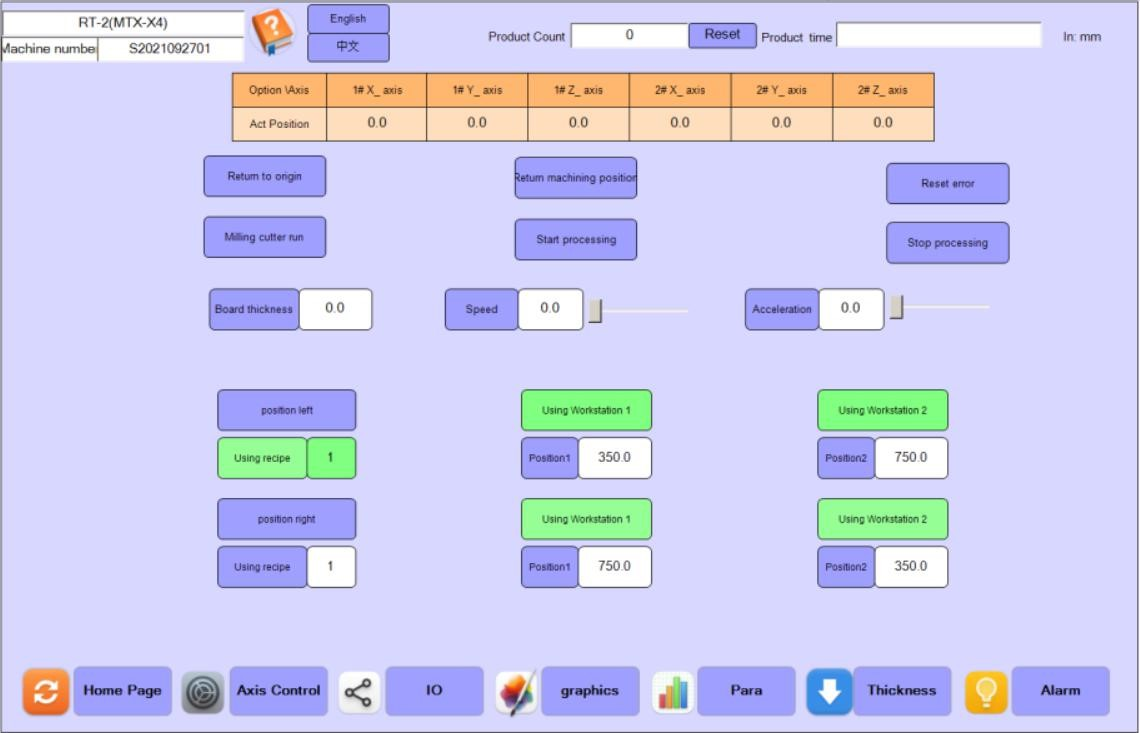 RT-2(MTX-X4)
Machine number S2021092701
English
中文
Product Count 0 Reset Product time In: mm
Option \Axis 1# X_ axis 1# Y_ axis 1# Z_ axis 2# X_ axis 2# Y_ axis 2# Z_ axis
Act Position 0.0 0.0 0.0 0.0 0.0 0.0
Return to origin Return machining position Reset error
Milling cutter run Start processing Stop processing
Board thickness 0.0 Speed 0.0 Acceleration 0.0
position left Using Workstation 1 Using Workstation 2
Using recipe 1 Position1 350.0 Position2 750.0
position right Using Workstation 1 Using Workstation 2
Using recipe 1 Position1 750.0 Position2 350.0
Home Page Axis Control IO graphics Para Thickness Alarm